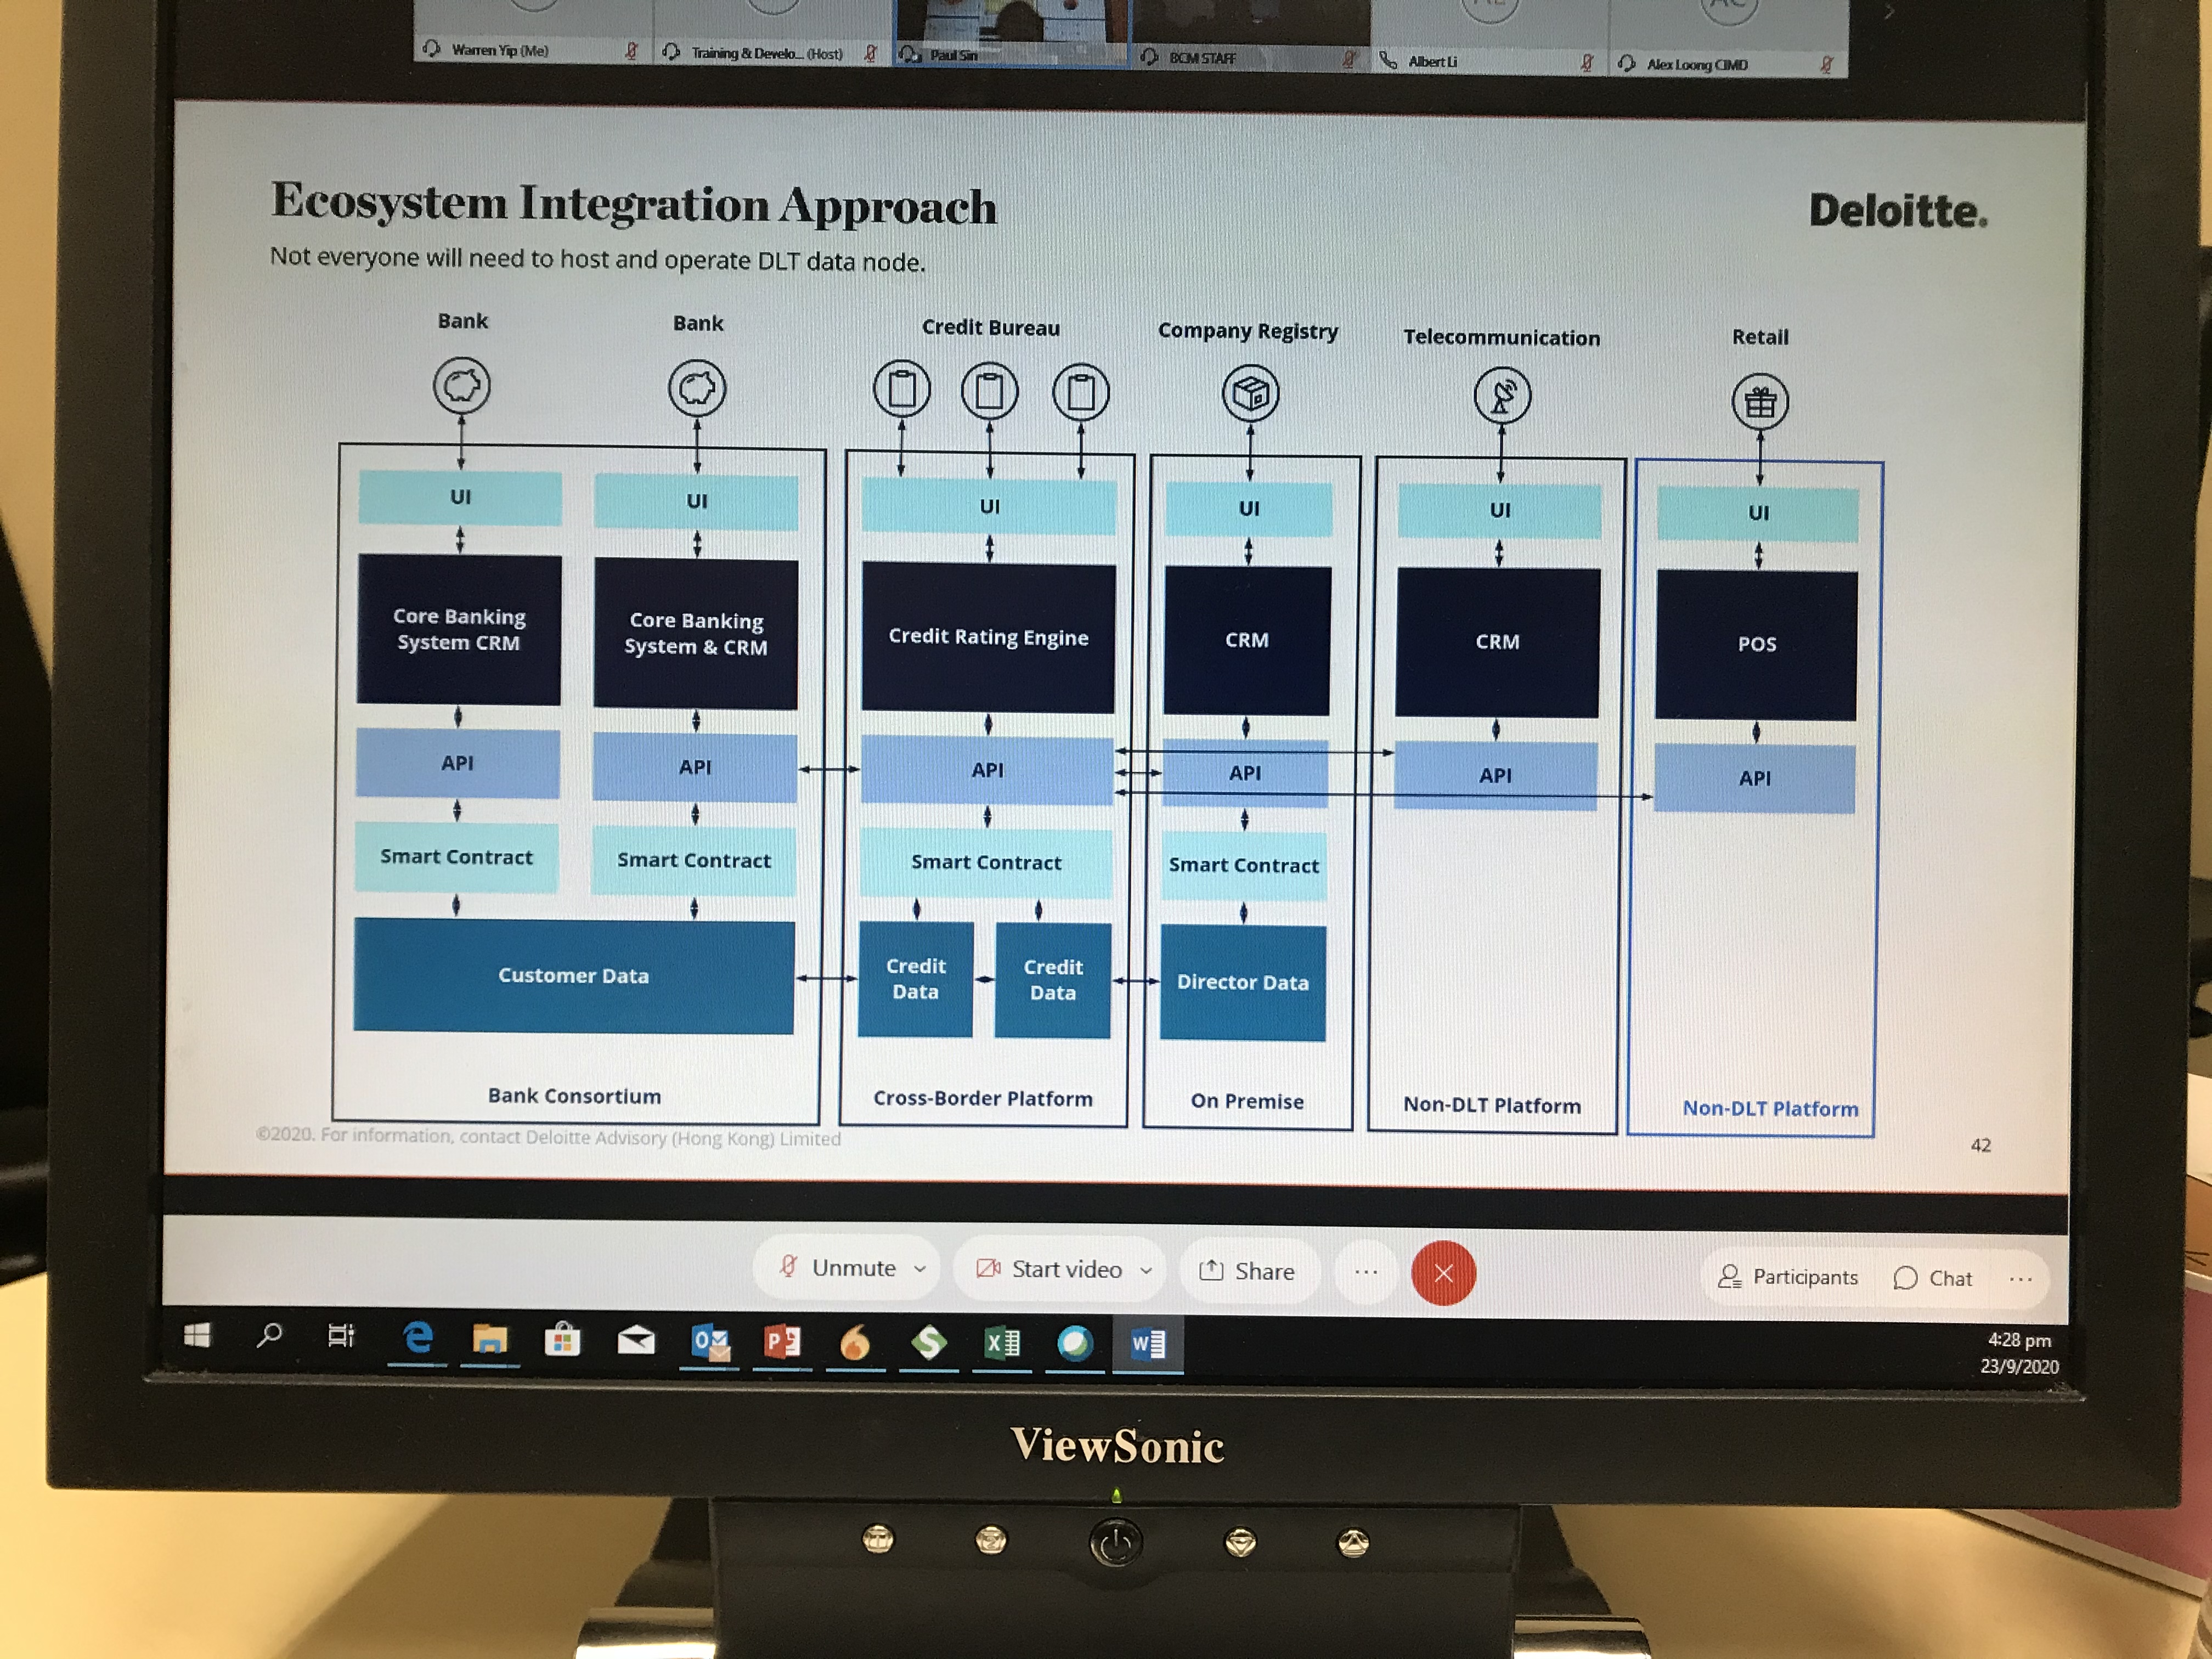 Warren Yip (Me)
Training & Develo... (Host)
Paul Sin
BCM STAFF
Albert Li
Alex Loong CIMD
Ecosystem Integration Approach
Deloitte.
Not everyone will need to host and operate DLT data node.
Bank
Bank
Credit Bureau
Company Registry
Telecommunication
Retail
UI
UI
UI
UI
UI
UI
Core Banking
System CRM
Core Banking
System & CRM
Credit Rating Engine
CRM
CRM
POS
API
API
API
API
API
API
Smart Contract
Smart Contract
Smart Contract
Smart Contract
Customer Data
Credit
Data
Credit
Data
Director Data
Bank Consortium
Cross-Border Platform
On Premise
Non-DLT Platform
Non-DLT Platform
©2020. For information, contact Deloitte Advisory (Hong Kong) Limited
42
Unmute
Start video
Share
Participants
Chat
4:28 pm
23/9/2020
ViewSonic